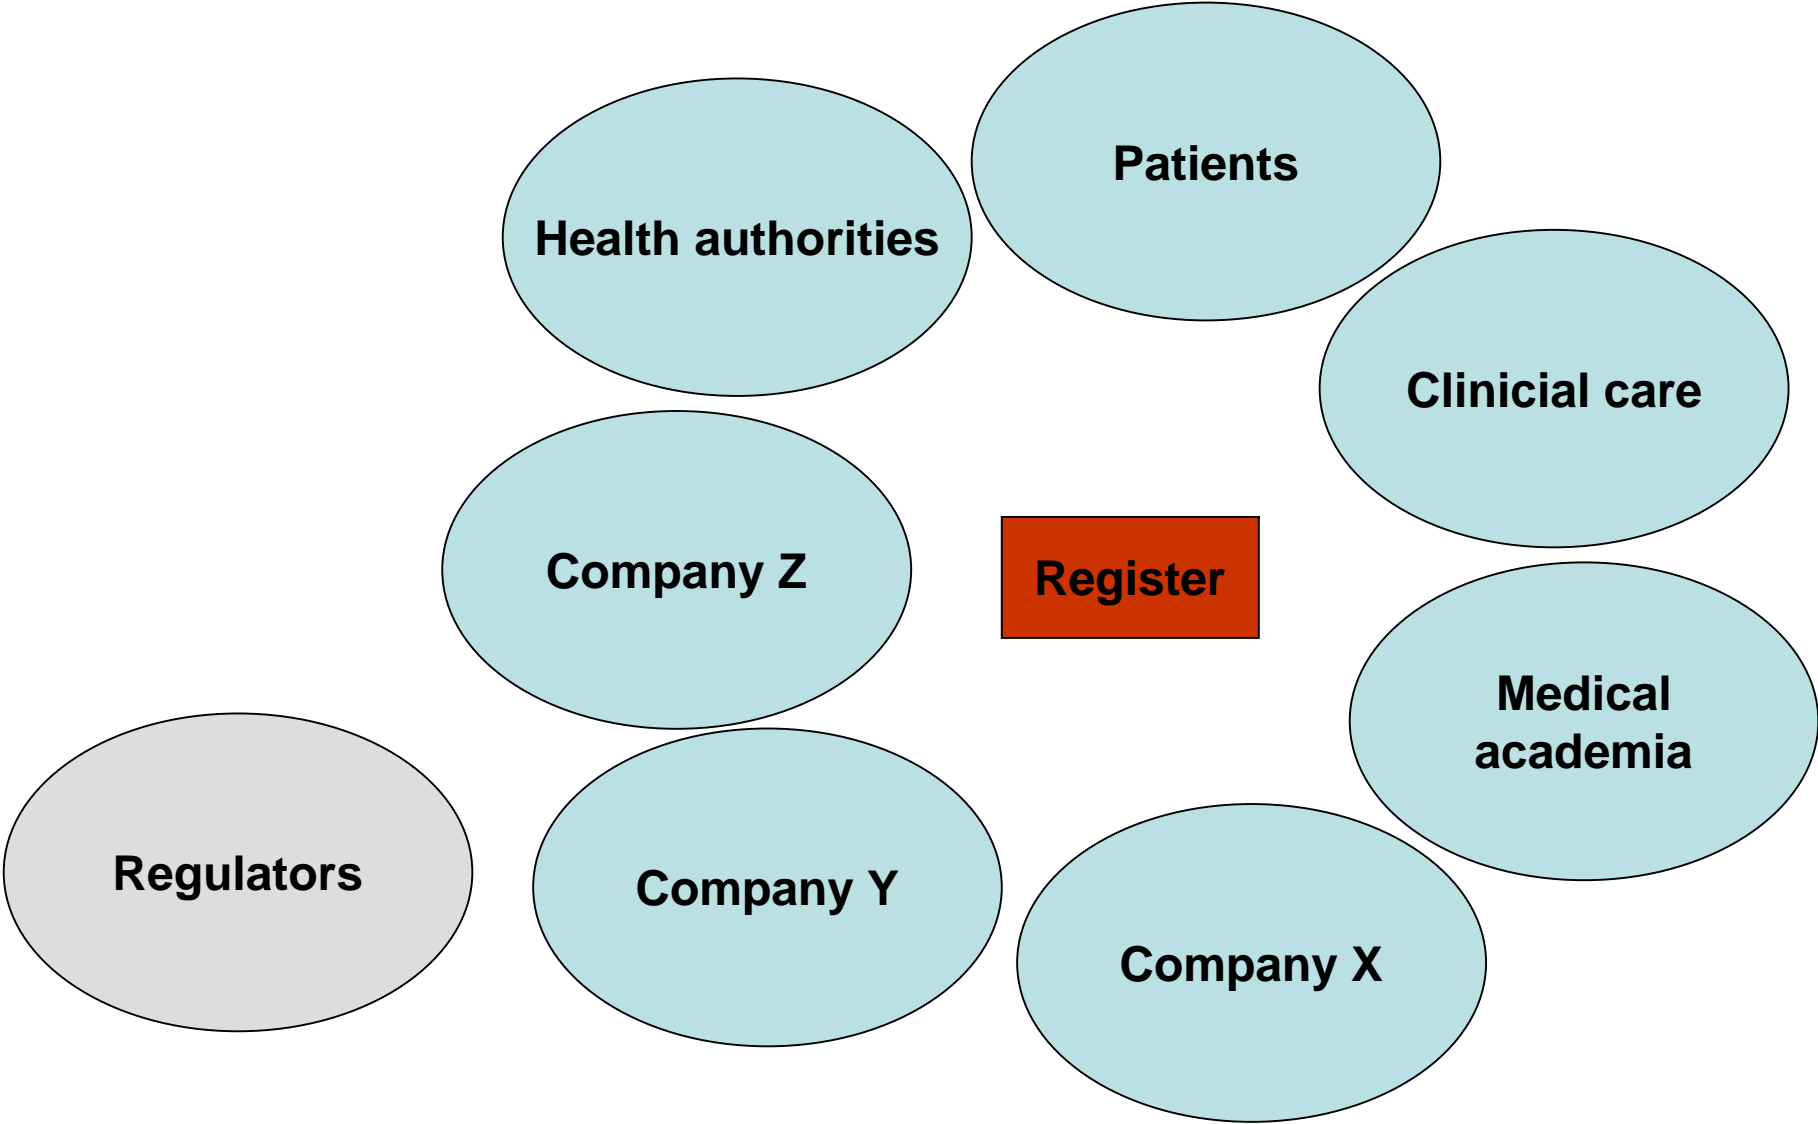 Patients
Health authorities
Clinicial care
Company Z
Register
Medical
academia
Regulators
Company Y
Company X